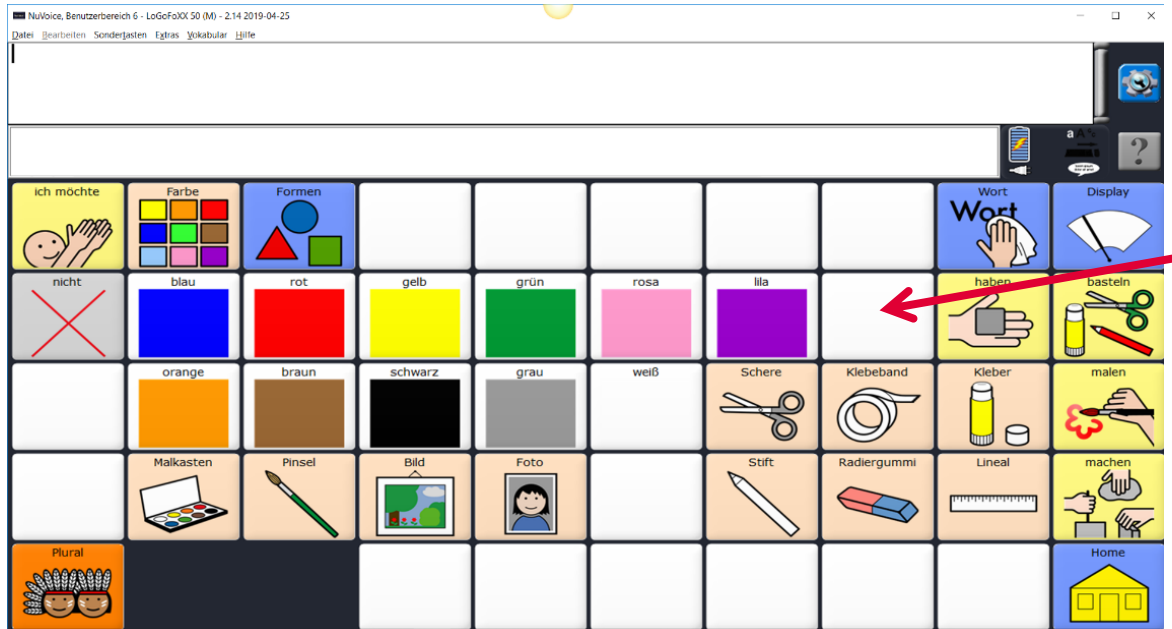 NuVoice, Benutzerbereich 6 - LoGoFoXX 50 (M) - 2.14 2019-04-25
Datei Bearbeiten Sondertasten Extras Vokabular Hilfe
ich möchte Farbe Formen Wort Display
Wort
nicht blau rot gelb grün rosa lila haben basteln
orange braun schwarz grau weiß Schere Klebeband Kleber malen
Malkasten Pinsel Bild Foto Stift Radiergummi Lineal machen
Plural Home